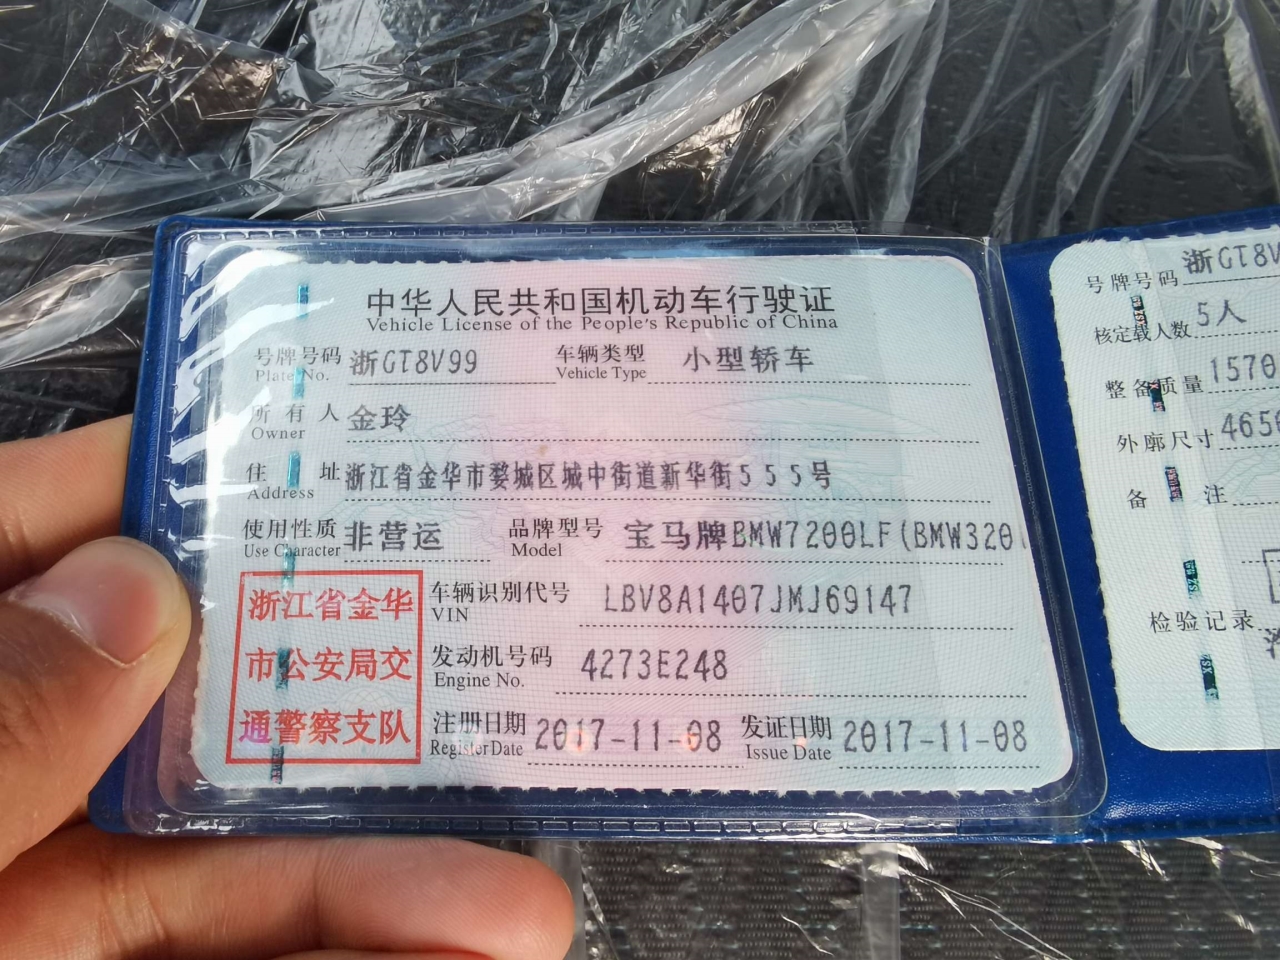 中华人民共和国机动车行驶证
Vehicle License of the People's Republic of China
号牌号码 浙GT8V99 车辆类型 小型轿车
Plate No. Vehicle Type
所有人 金玲
Owner
住址 浙江省金华市婺城区城中街道新华街555号
Address
使用性质 非营运 品牌型号 宝马牌BMW7200LF(BMW320
Use Character Model
车辆识别代号 LBV8A1407JMJ69147
VIN
发动机号码 4273E248
Engine No.
注册日期 2017-11-08 发证日期 2017-11-08
Register Date Issue Date
浙江省金华
市公安局交
通警察支队
号牌号码 浙GT8V
核定载人数 5人
整备质量 1570
外廓尺寸 465
备注
检验记录